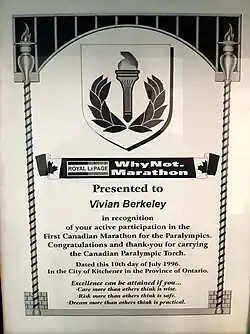 ROYAL LEPAGE
WhyNot.
Marathon
Presented to
Vivian Berkeley
in recognition
of your active participation in the
First Canadian Marathon for the Paralympics.
Congratulations and thank-you for carrying
the Canadian Paralympic Torch.
Dated this 10th day of July 1996.
In the City of Kitchener in the Province of Ontario.
Excellence can be attained if you...
·Care more than others think is wise.
·Risk more than others think is safe.
·Dream more than others think is practical.